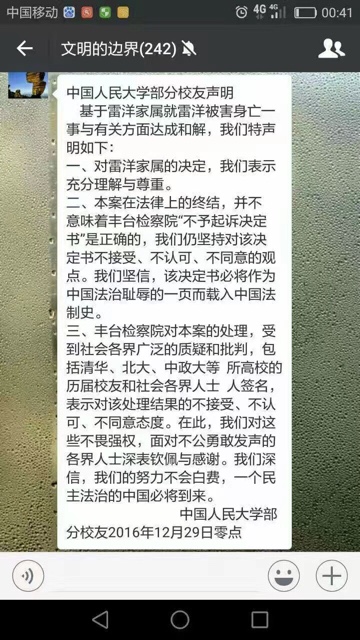 中国移动
4G 4G
00:41
文明的边界(242)
中国人民大学部分校友声明
基于雷洋家属就雷洋被害身亡一
事与有关方面达成和解，我们特声
明如下：
一、对雷洋家属的决定，我们表示
充分理解与尊重。
二、本案在法律上的终结，并不
意味着丰台检察院“不予起诉决定
书”是正确的，我们仍坚持对该决
定书不接受、不认可、不同意的观
点。我们坚信，该决定书必将作为
中国法治耻辱的一页而载入中国法
制史。
三、丰台检察院对本案的处理，受
到社会各界广泛的质疑和批判，包
括清华、北大、中政大等 所高校的
历届校友和社会各界人士 人签名，
表示对该处理结果的不接受、不认
可、不同意态度。在此，我们对这
些不畏强权，面对不公勇敢发声的
各界人士深表钦佩与感谢。我们深
信，我们的努力不会白费，一个民
主法治的中国必将到来。
中国人民大学部
分校友2016年12月29日零点